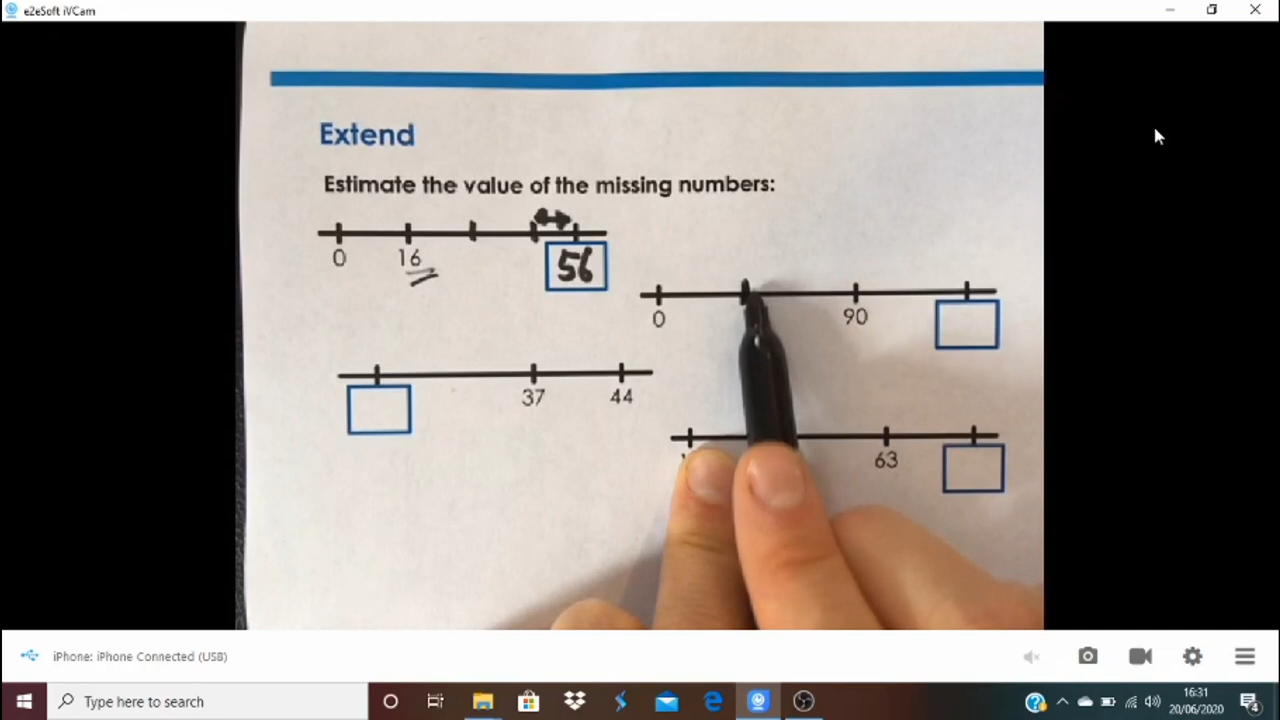 e2eSoft iVCam
Extend
Estimate the value of the missing numbers:
0 16 56
0 90
37 44
63
iPhone: iPhone Connected (USB)
Type here to search
16:31
20/06/2020
4